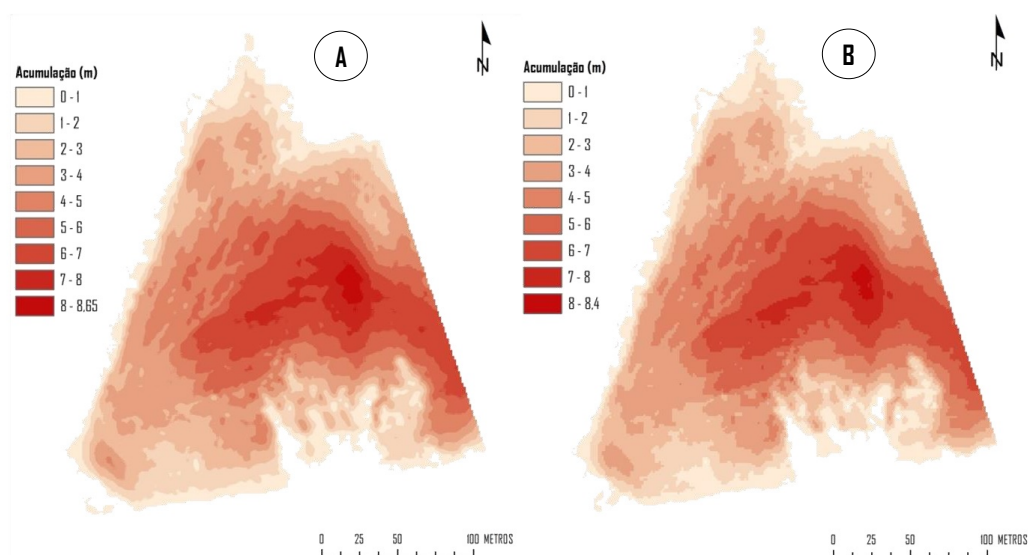 A
N
Acumulação (m)
0 - 1
1 - 2
2 - 3
3 - 4
4 - 5
5 - 6
6 - 7
7 - 8
8 - 8,65
0 25 50 100 METROS
B
N
Acumulação (m)
0 - 1
1 - 2
2 - 3
3 - 4
4 - 5
5 - 6
6 - 7
7 - 8
8 - 8,4
0 25 50 100 METROS